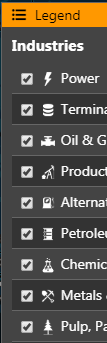 Legend
Industries
Power
Termina
Oil & G
Product
Alternat
Petroleu
Chemic
Metals
Pulp, Pa